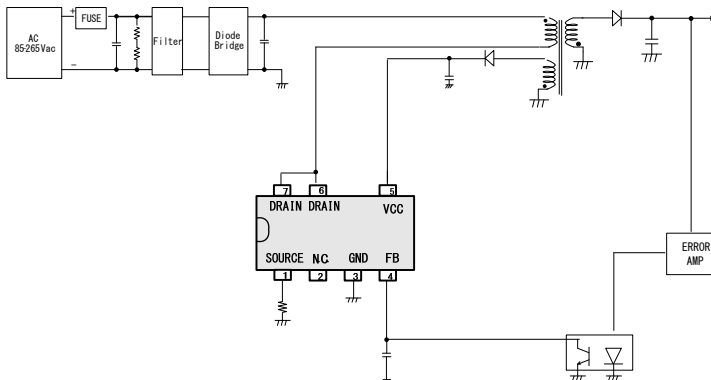 AC
85-265Vac
+
FUSE
-
Filter
Diode
Bridge
7
6
5
DRAIN
DRAIN
VCC
SOURCE
N.C.
GND
FB
1
2
3
4
ERROR
AMP